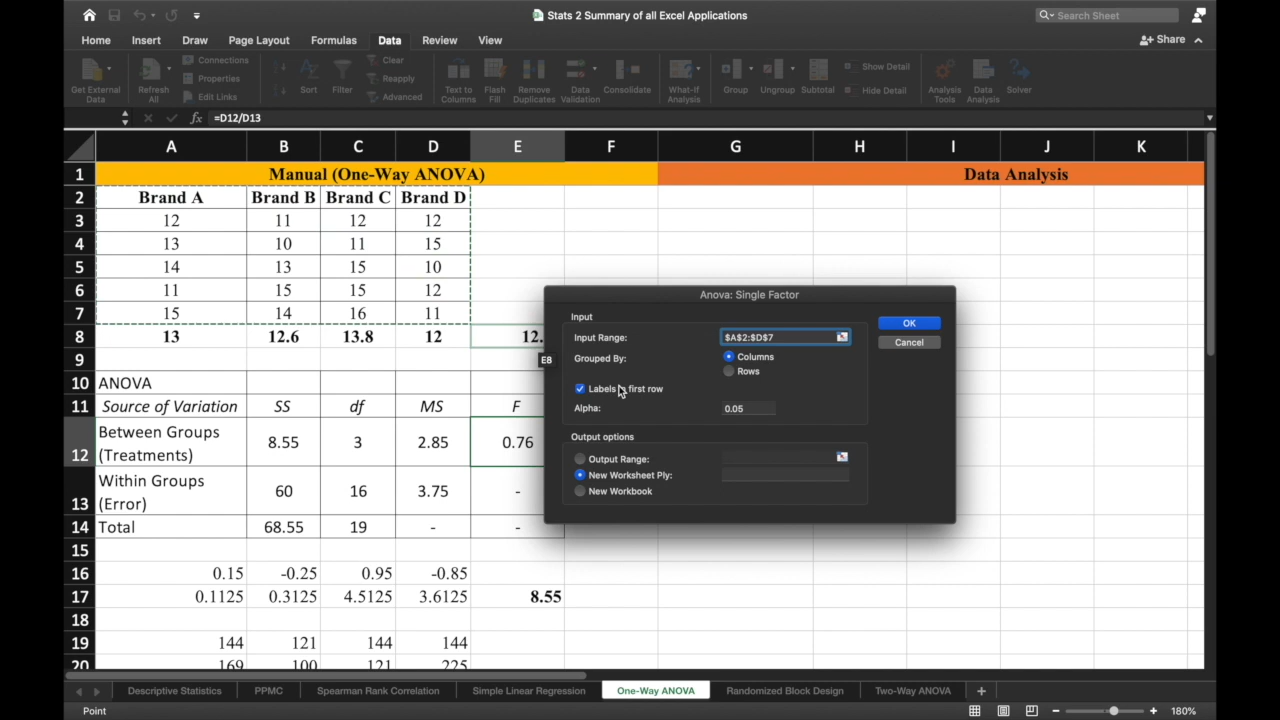 Stats 2 Summary of all Excel Applications
Search Sheet
Home Insert Draw Page Layout Formulas Data Review View
Share
Get External Data
Refresh All
Connections
Properties
Edit Links
Sort
Filter
Clear
Reapply
Advanced
Text to Columns
Flash Fill
Remove Duplicates
Data Validation
Consolidate
What-If Analysis
Group
Ungroup
Subtotal
Show Detail
Hide Detail
Analysis Tools
Data Analysis
Solver
fx =D12/D13
A B C D E F G H I J K
1 Manual (One-Way ANOVA) Data Analysis
2 Brand A Brand B Brand C Brand D
3 12 11 12 12
4 13 10 11 15
5 14 13 15 10
6 11 15 15 12
7 15 14 16 11
8 13 12.6 13.8 12 12.
9
E8
10 ANOVA
11 Source of Variation SS df MS F
12 Between Groups (Treatments) 8.55 3 2.85 0.76
13 Within Groups (Error) 60 16 3.75 -
14 Total 68.55 19 - -
15
16 0.15 -0.25 0.95 -0.85
17 0.1125 0.3125 4.5125 3.6125 8.55
18
19 144 121 144 144
20 169 100 121 225
Anova: Single Factor
Input
Input Range: $A$2:$D$7
Grouped By: Columns
Rows
Labels in first row
Alpha: 0.05
Output options
Output Range:
New Worksheet Ply:
New Workbook
OK
Cancel
Descriptive Statistics PPMC Spearman Rank Correlation Simple Linear Regression One-Way ANOVA Randomized Block Design Two-Way ANOVA +
Point
180%